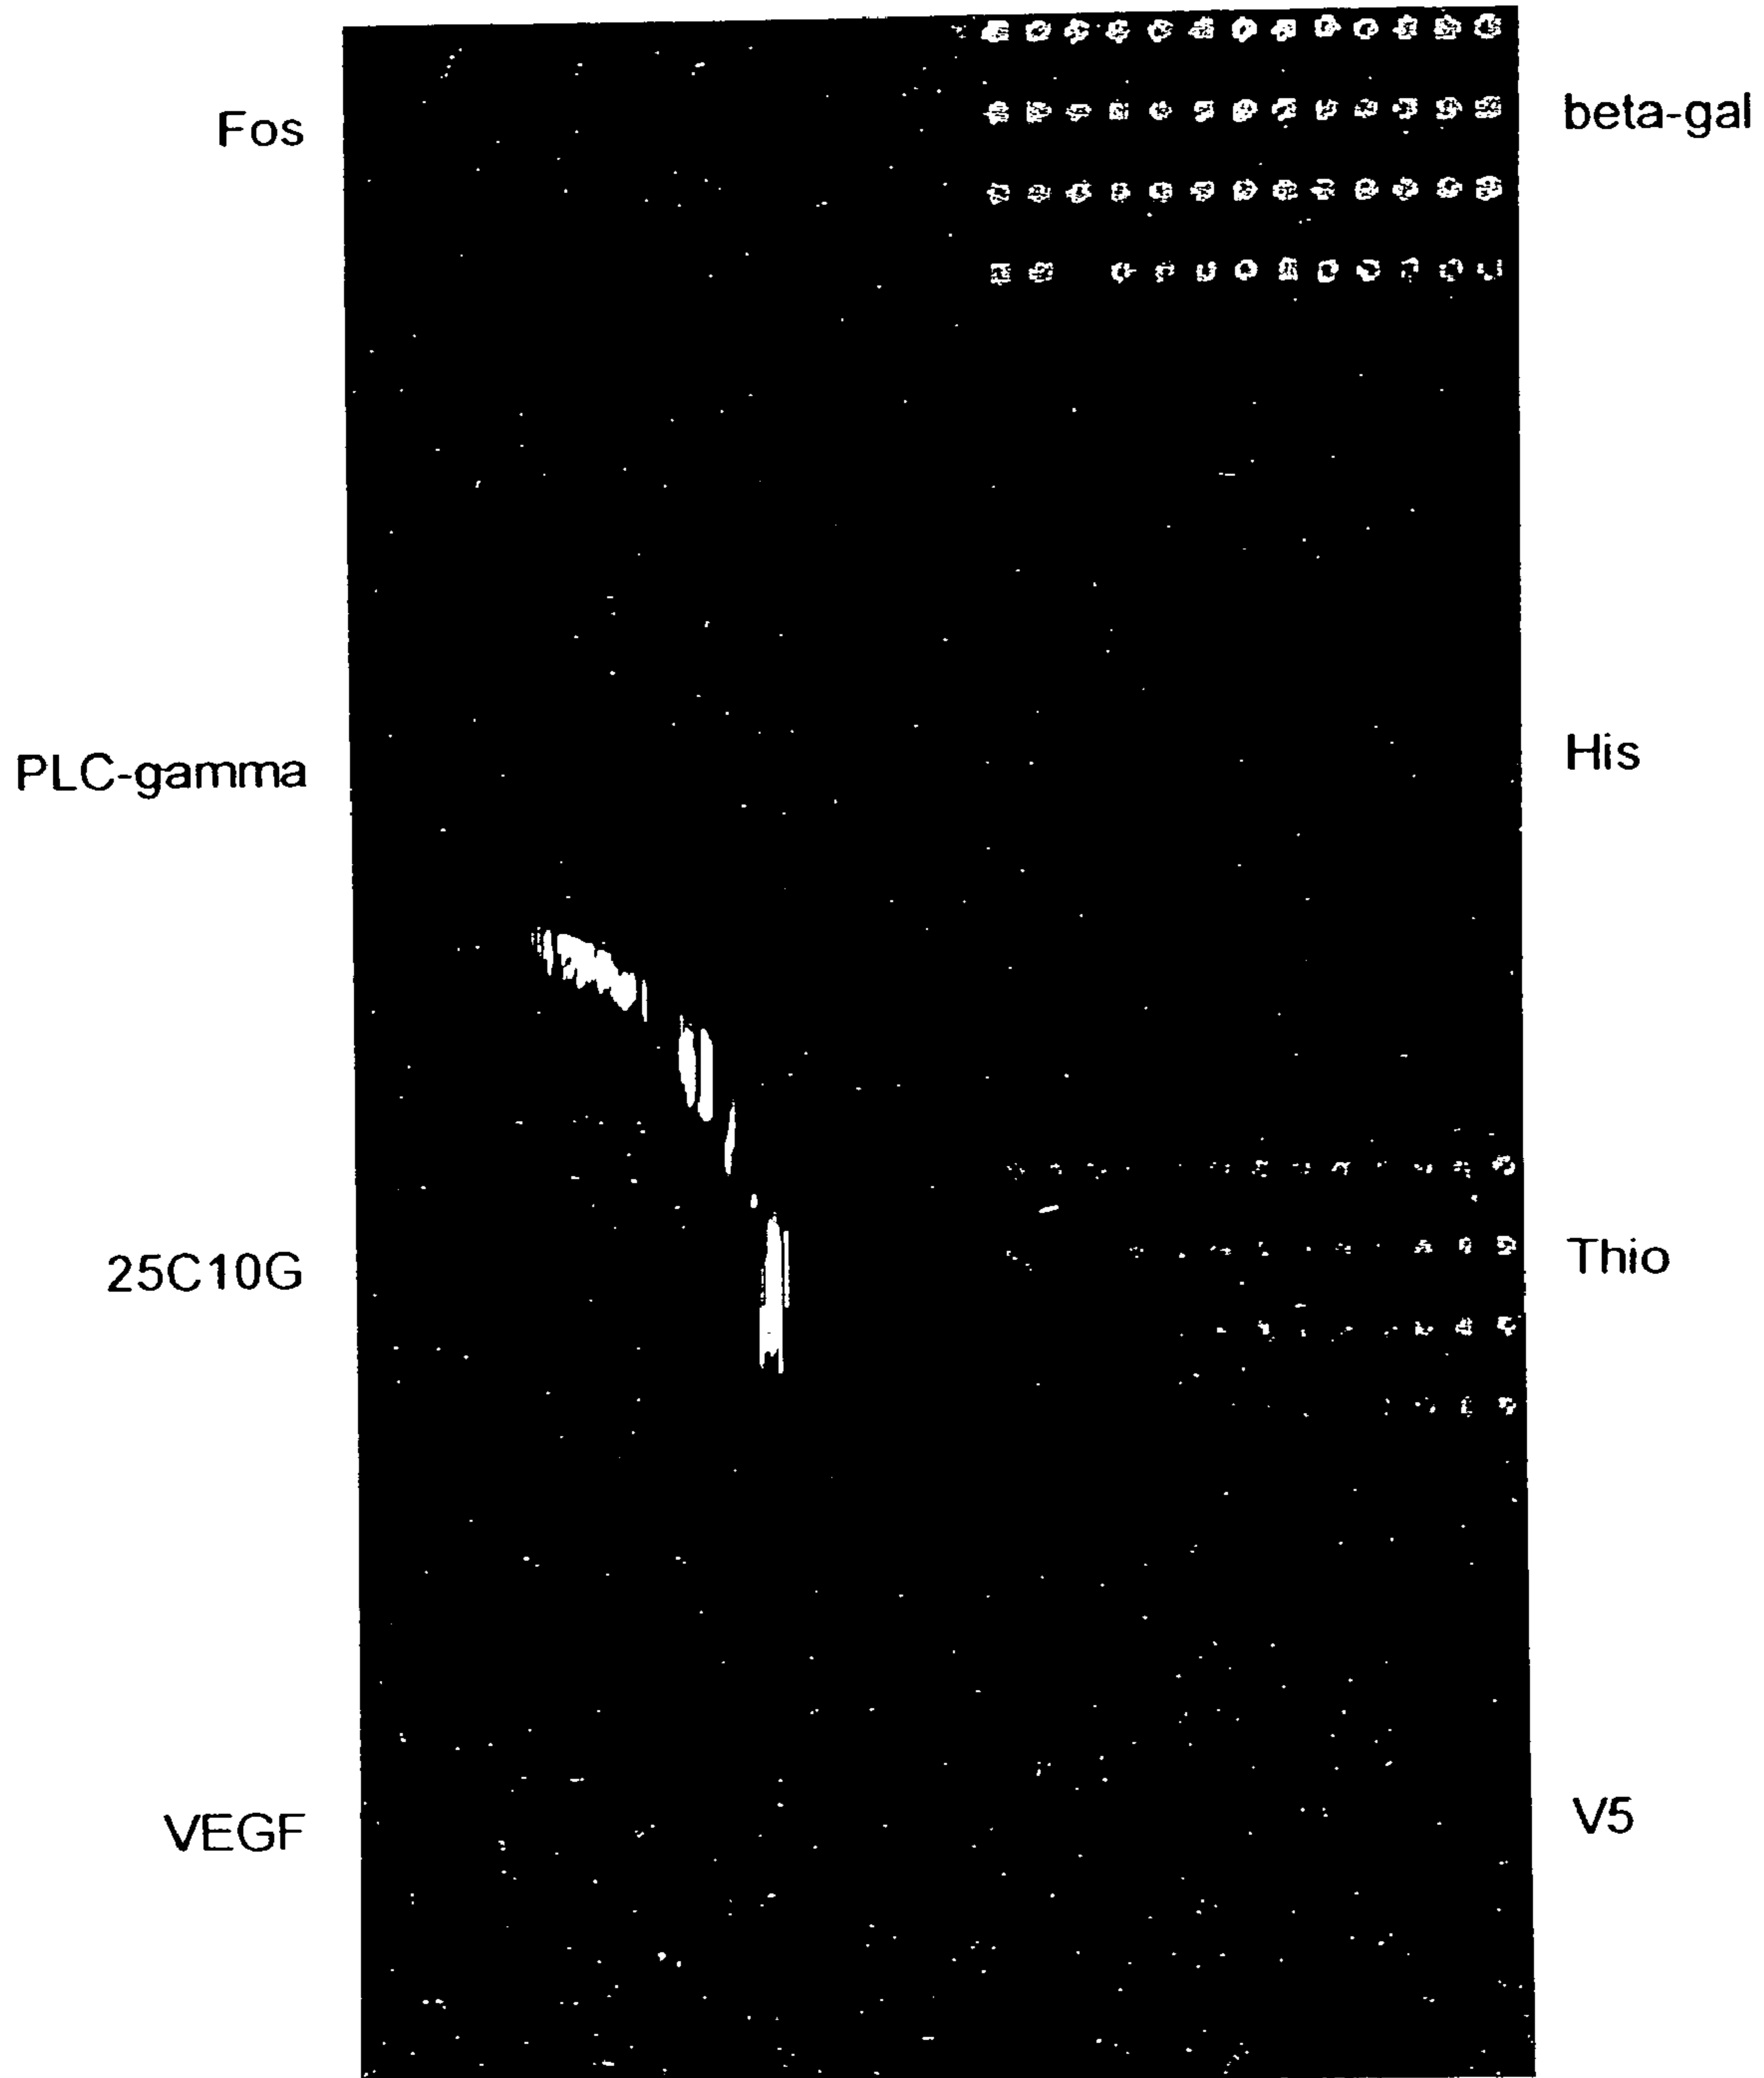 Fos
beta-gal
PLC-gamma
His
25C10G
Thio
VEGF
V5